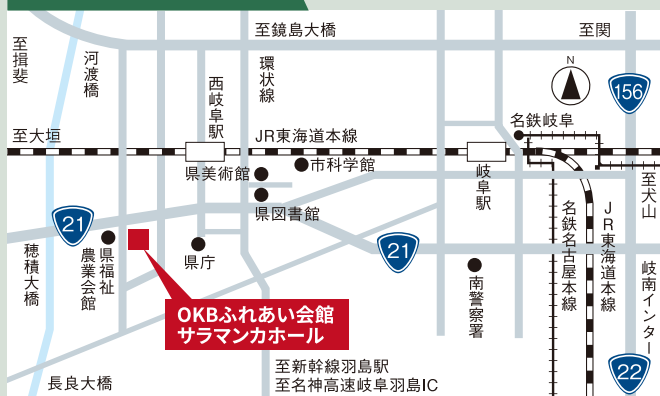 至鏡島大橋
至関
至揖斐
河渡橋
西岐阜駅
環状線
N
156
名鉄岐阜
至大垣
JR東海道本線
県美術館
市科学館
岐阜駅
至犬山
県図書館
21
穂積大橋
県福祉
農業会館
県庁
21
南警察署
名鉄名古屋本線
JR東海道本線
岐南インター
OKBふれあい会館
サラマンカホール
至新幹線羽島駅
至名神高速岐阜羽島IC
長良大橋
22